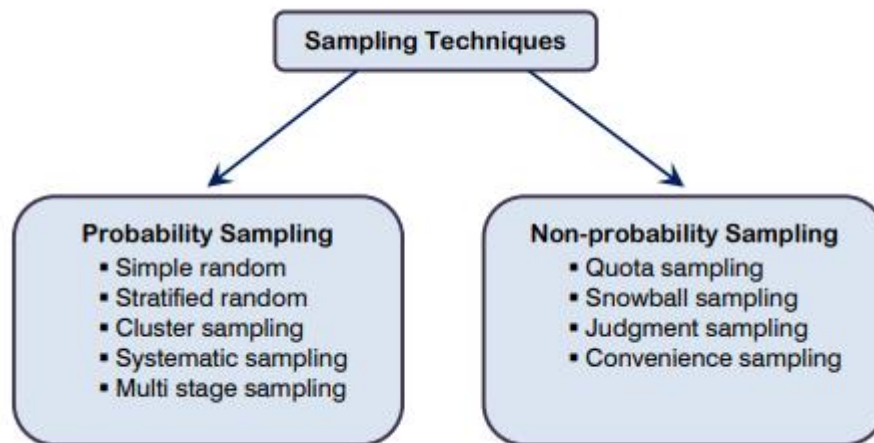 Sampling Techniques
Probability Sampling
▪ Simple random
▪ Stratified random
▪ Cluster sampling
▪ Systematic sampling
▪ Multi stage sampling
Non-probability Sampling
▪ Quota sampling
▪ Snowball sampling
▪ Judgment sampling
▪ Convenience sampling